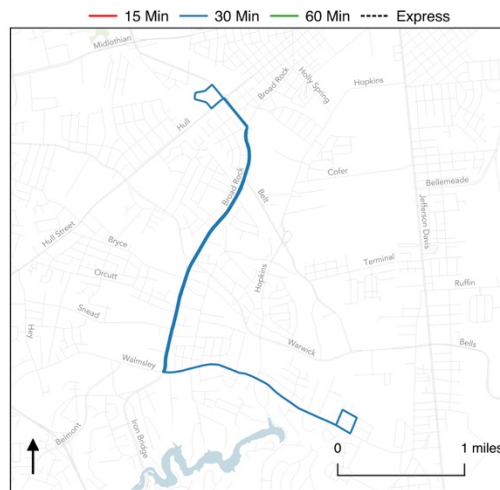 15 Min 30 Min 60 Min Express
Midlothian
Hopkins
Holly Spring
Broad Rock
Hull
Cofer
Bellemeade
Broad Rock
Belt
Jefferson Davis
Hull Street
Bryce
Terminal
Hopkins
Orcutt
Ruffin
Snead
Hey
Warwick
Bells
Walmsley
Iron Bridge
Belmont
0 1 miles